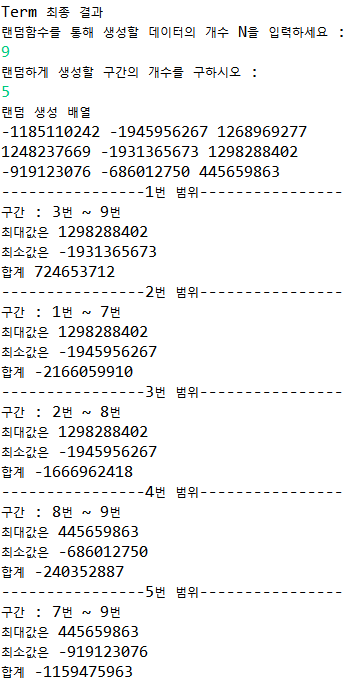 Term 최종 결과
랜덤함수를 통해 생성할 데이터의 개수 N을 입력하세요 :
9
랜덤하게 생성할 구간의 개수를 구하시오 :
5
랜덤 생성 배열
-1185110242 -1945956267 1268969277
1248237669 -1931365673 1298288402
-919123076 -686012750 445659863
----------------1번 범위----------------
구간 : 3번 ~ 9번
최대값은 1298288402
최소값은 -1931365673
합계 724653712
----------------2번 범위----------------
구간 : 1번 ~ 7번
최대값은 1298288402
최소값은 -1945956267
합계 -2166059910
----------------3번 범위----------------
구간 : 2번 ~ 8번
최대값은 1298288402
최소값은 -1945956267
합계 -1666962418
----------------4번 범위----------------
구간 : 8번 ~ 9번
최대값은 445659863
최소값은 -686012750
합계 -240352887
----------------5번 범위----------------
구간 : 7번 ~ 9번
최대값은 445659863
최소값은 -919123076
합계 -1159475963